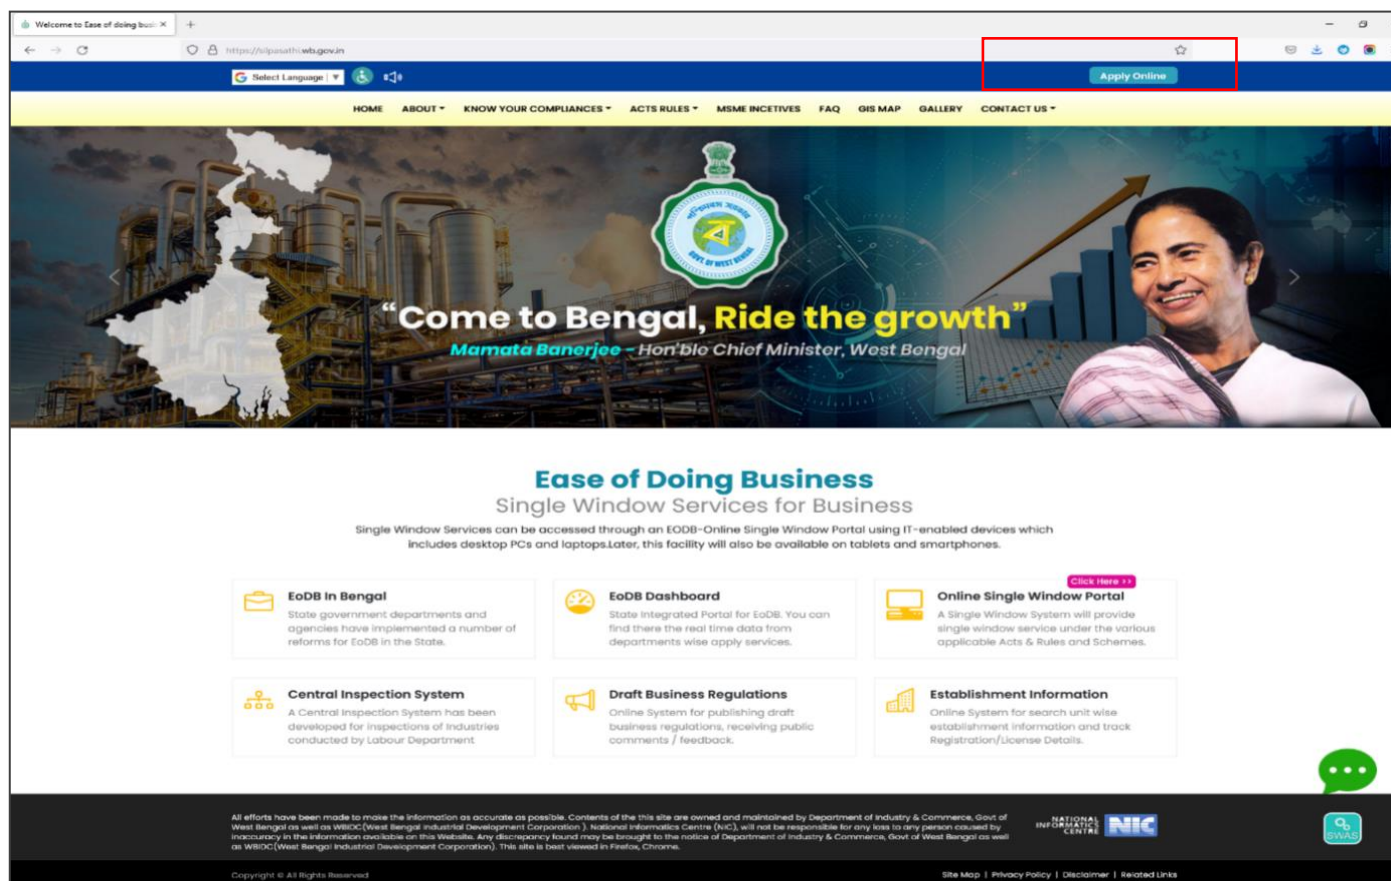 Welcome to Ease of doing busi
https://silpasathi.wb.gov.in
Select Language
Apply Online
HOME ABOUT KNOW YOUR COMPLIANCES ACTS RULES MSME INCETIVES FAQ GIS MAP GALLERY CONTACT US
পশ্চিমবঙ্গ সরকার
ব
GOVT. OF WEST BENGAL
“Come to Bengal, Ride the growth”
Mamata Banerjee - Hon'ble Chief Minister, West Bengal
Ease of Doing Business
Single Window Services for Business
Single Window Services can be accessed through an EODB-Online Single Window Portal using IT-enabled devices which
includes desktop PCs and laptops.Later, this facility will also be available on tablets and smartphones.
EoDB In Bengal
State government departments and
agencies have implemented a number of
reforms for EoDB in the State.
EoDB Dashboard
State Integrated Portal for EoDB. You can
find there the real time data from
departments wise apply services.
Click Here >>
Online Single Window Portal
A Single Window System will provide
single window service under the various
applicable Acts & Rules and Schemes.
Central Inspection System
A Central Inspection System has been
developed for inspections of Industries
conducted by Labour Department
Draft Business Regulations
Online System for publishing draft
business regulations, receiving public
comments / feedback.
Establishment Information
Online System for search unit wise
establishment information and track
Registration/License Details.
All efforts have been made to make the information as accurate as possible. Contents of the this site are owned and maintained by Department of Industry & Commerce, Govt of
West Bengal as well as WBIDC(West Bengal Industrial Development Corporation ). National Informatics Centre (NIC), will not be responsible for any loss to any person caused by
inaccuracy in the information available on this Website. Any discrepancy found may be brought to the notice of Department of Industry & Commerce, Govt of West Bengal as well
as WBIDC(West Bengal Industrial Development Corporation). This site is best viewed in Firefox, Chrome.
NATIONAL
INFORMATICS
CENTRE
NIC
SWAS
Copyright © All Rights Reserved
Site Map | Privacy Policy | Disclaimer | Related Links